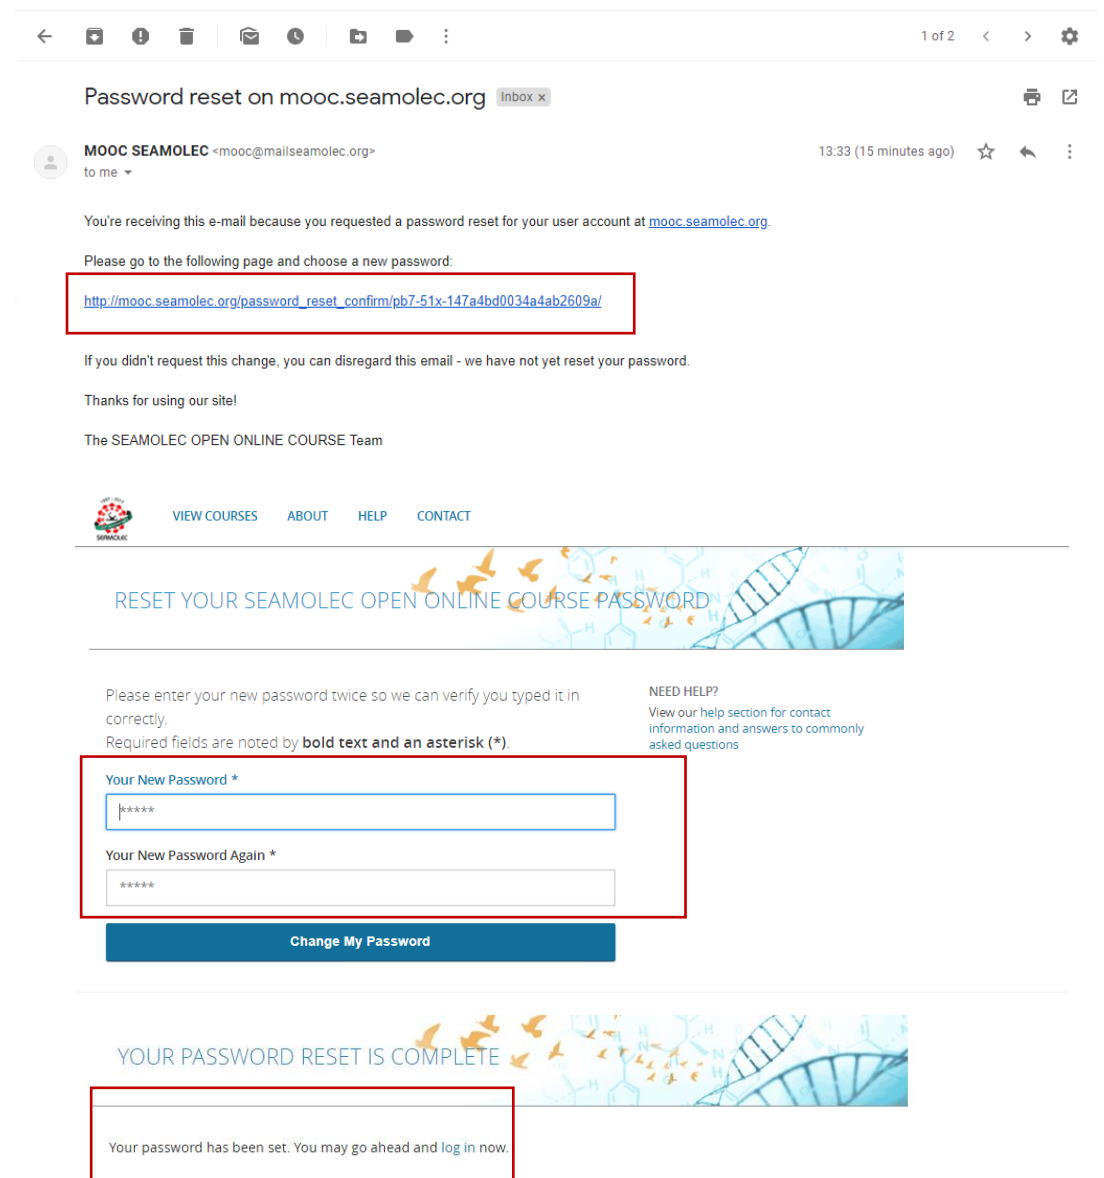 1 of 2
Password reset on mooc.seamolec.org Inbox x
MOOC SEAMOLEC <mooc@mailseamolec.org> 13:33 (15 minutes ago)
to me
You're receiving this e-mail because you requested a password reset for your user account at mooc.seamolec.org.
Please go to the following page and choose a new password:
http://mooc.seamolec.org/password_reset_confirm/pb7-51x-147a4bd0034a4ab2609a/
If you didn't request this change, you can disregard this email - we have not yet reset your password.
Thanks for using our site!
The SEAMOLEC OPEN ONLINE COURSE Team
SEAMOLEC
VIEW COURSES ABOUT HELP CONTACT
RESET YOUR SEAMOLEC OPEN ONLINE COURSE PASSWORD
Please enter your new password twice so we can verify you typed it in
correctly.
Required fields are noted by bold text and an asterisk (*).
NEED HELP?
View our help section for contact
information and answers to commonly
asked questions
Your New Password *
*****
Your New Password Again *
*****
Change My Password
YOUR PASSWORD RESET IS COMPLETE
Your password has been set. You may go ahead and log in now.